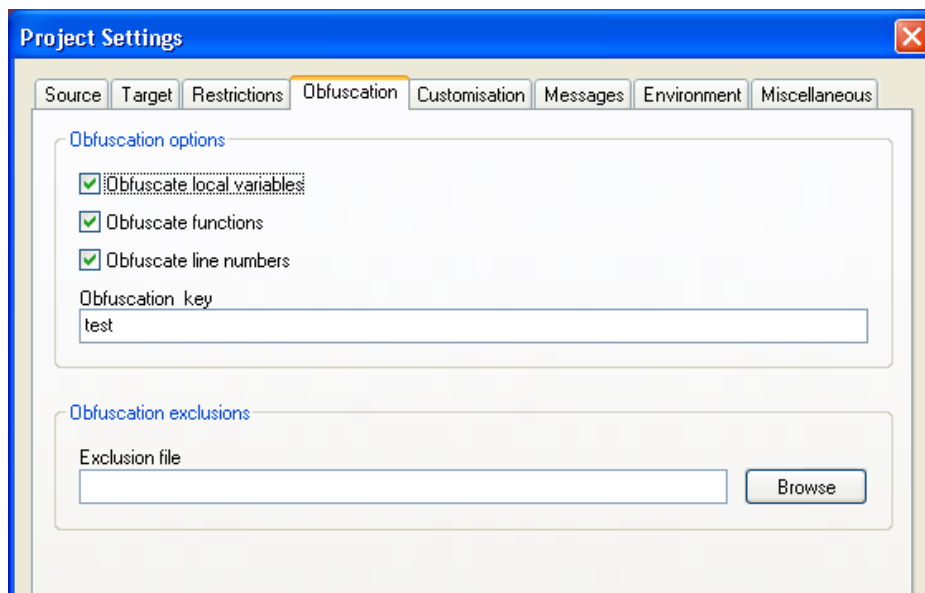 Project Settings
Source Target Restrictions Obfuscation Customisation Messages Environment Miscellaneous
Obfuscation options
Obfuscate local variables
Obfuscate functions
Obfuscate line numbers
Obfuscation key
test
Obfuscation exclusions
Exclusion file
Browse